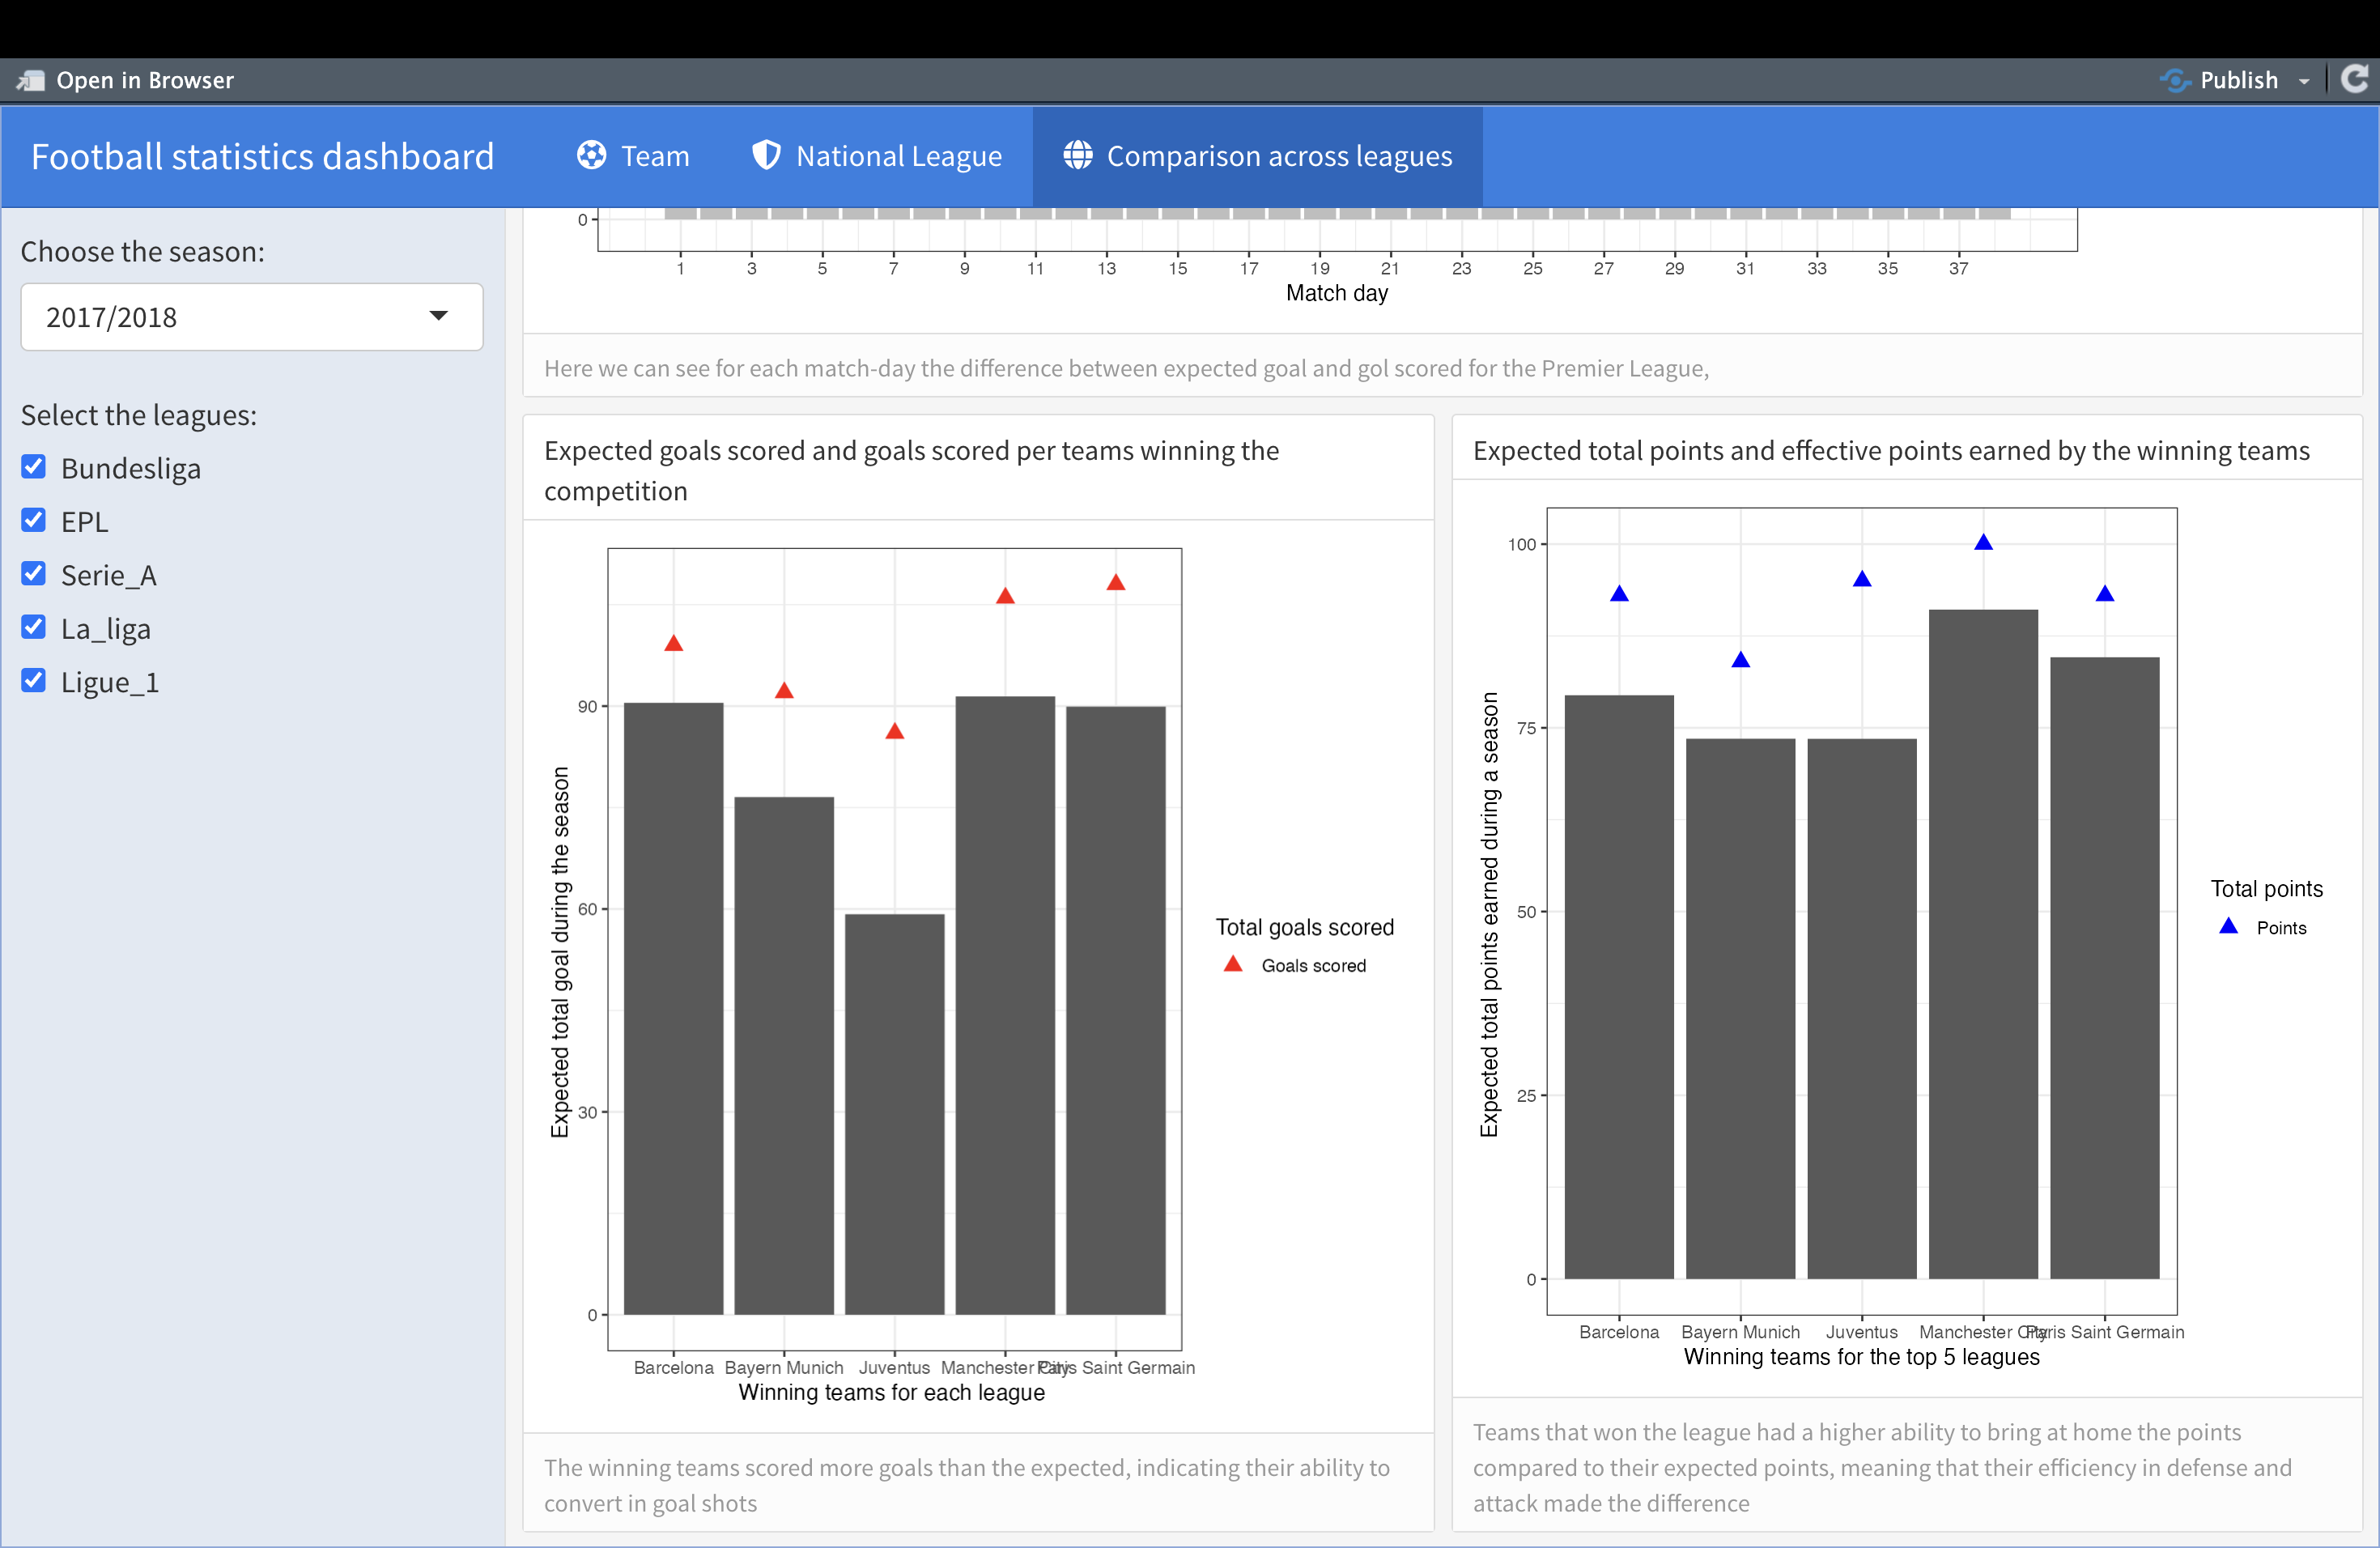 Open in Browser
Publish
Football statistics dashboard
Team
National League
Comparison across leagues
Choose the season:
2017/2018
Select the leagues:
Bundesliga
EPL
Serie_A
La_liga
Ligue_1
0
1 3 5 7 9 11 13 15 17 19 21 23 25 27 29 31 33 35 37
Match day
Here we can see for each match-day the difference between expected goal and gol scored for the Premier League,
Expected goals scored and goals scored per teams winning the
competition
Expected total goal during the season
90
60
30
0
Barcelona Bayern Munich Juventus Manchester City Paris Saint Germain
Winning teams for each league
Total goals scored
Goals scored
The winning teams scored more goals than the expected, indicating their ability to
convert in goal shots
Expected total points and effective points earned by the winning teams
Expected total points earned during a season
100
75
50
25
0
Barcelona Bayern Munich Juventus Manchester City Paris Saint Germain
Winning teams for the top 5 leagues
Total points
Points
Teams that won the league had a higher ability to bring at home the points
compared to their expected points, meaning that their efficiency in defense and
attack made the difference